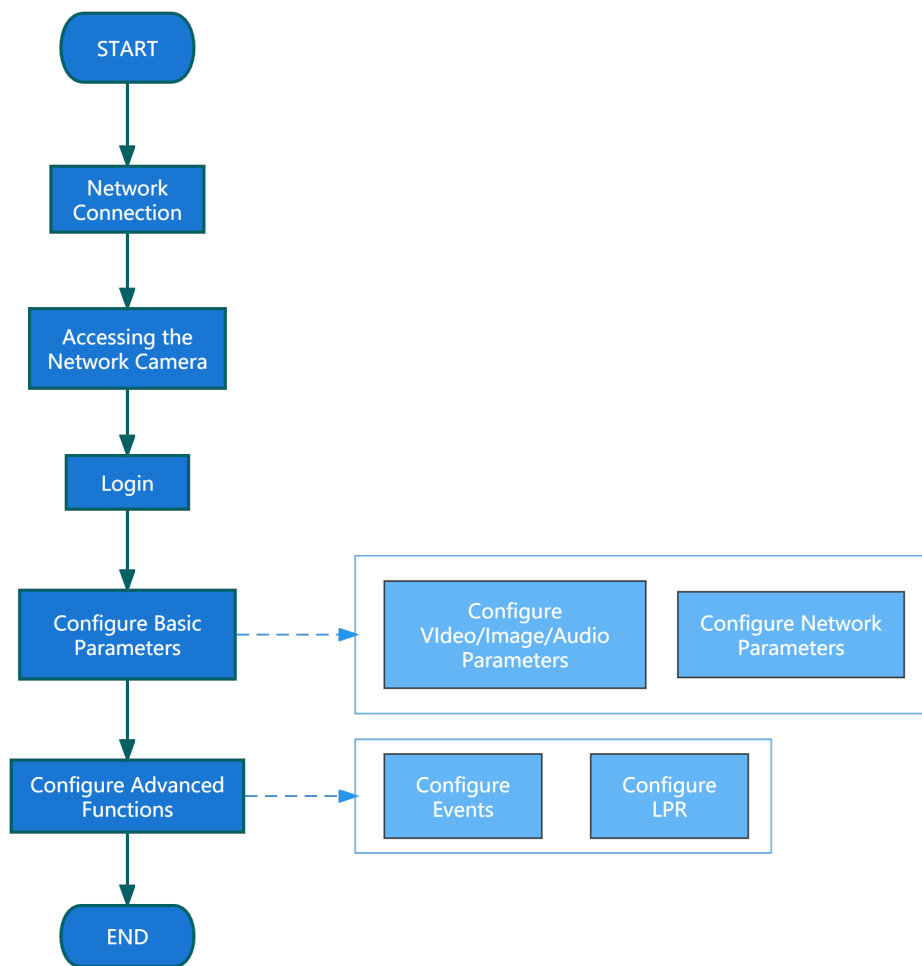 START
Network
Connection
Accessing the
Network Camera
Login
Configure Basic
Parameters
Configure
VIdeo/Image/Audio
Parameters
Configure Network
Parameters
Configure Advanced
Functions
Configure
Events
Configure
LPR
END